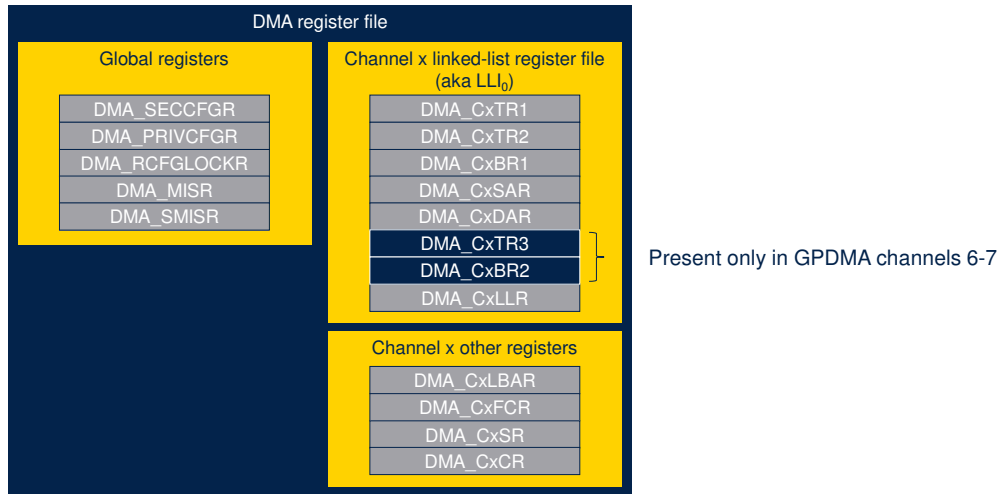 DMA register file
Global registers
DMA_SECCFGR
DMA_PRIVCFGR
DMA_RCFGLOCKR
DMA_MISR
DMA_SMISR
Channel x linked-list register file
(aka LLI₀)
DMA_CxTR1
DMA_CxTR2
DMA_CxBR1
DMA_CxSAR
DMA_CxDAR
DMA_CxTR3
DMA_CxBR2
DMA_CxLLR
Present only in GPDMA channels 6-7
Channel x other registers
DMA_CxLBAR
DMA_CxFCR
DMA_CxSR
DMA_CxCR